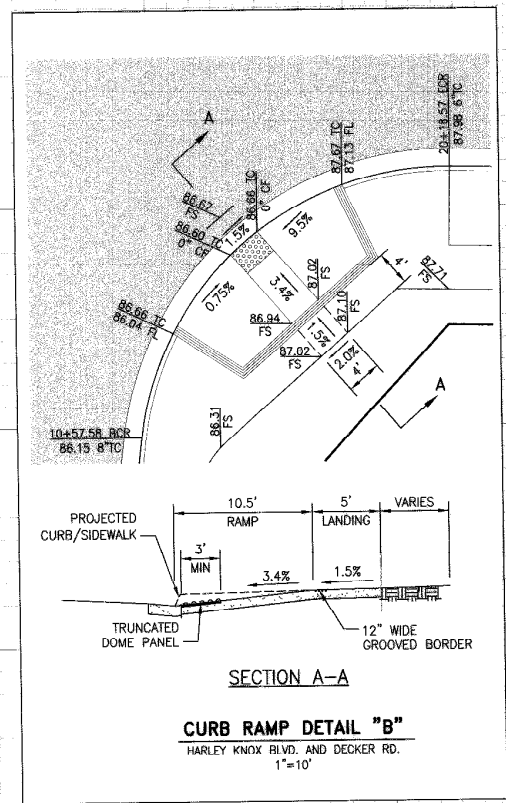 A
20+18.57 ECR
87.98 6"TC
87.67 TC
87.13 FL
86.67
FS
86.66 TC
0" CF
86.60 TC
0" CF
1.5%
9.5%
4'
87.71
FS
0.75%
3.4%
87.02
FS
86.66 TC
86.04 FL
86.94
FS
87.10
FS
1.5%
87.02
FS
2.0%
4'
A
86.31
FS
10+57.58 BCR
86.15 8"TC
10.5'
RAMP
5'
LANDING
VARIES
PROJECTED
CURB/SIDEWALK
3'
MIN
3.4%
1.5%
TRUNCATED
DOME PANEL
12" WIDE
GROOVED BORDER
SECTION A-A
CURB RAMP DETAIL "B"
HARLEY KNOX BLVD. AND DECKER RD.
1"=10'